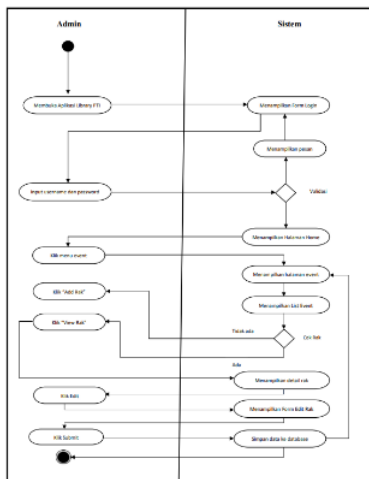 Admin
Sistem
Membuka Aplikasi Library FTI
Menampilkan Form Login
Menampilkan pesan
Input username dan password
Validasi
Menampilkan Halaman Home
Klik menu event
Menampilkan halaman event
Klik "Add Rak"
Menampilkan List Event
Klik "View Rak"
Tidak ada
Cek Rak
Ada
Menampilkan detail rak
Klik Edit
Menampilkan Form Edit Rak
Klik Submit
Simpan data ke database